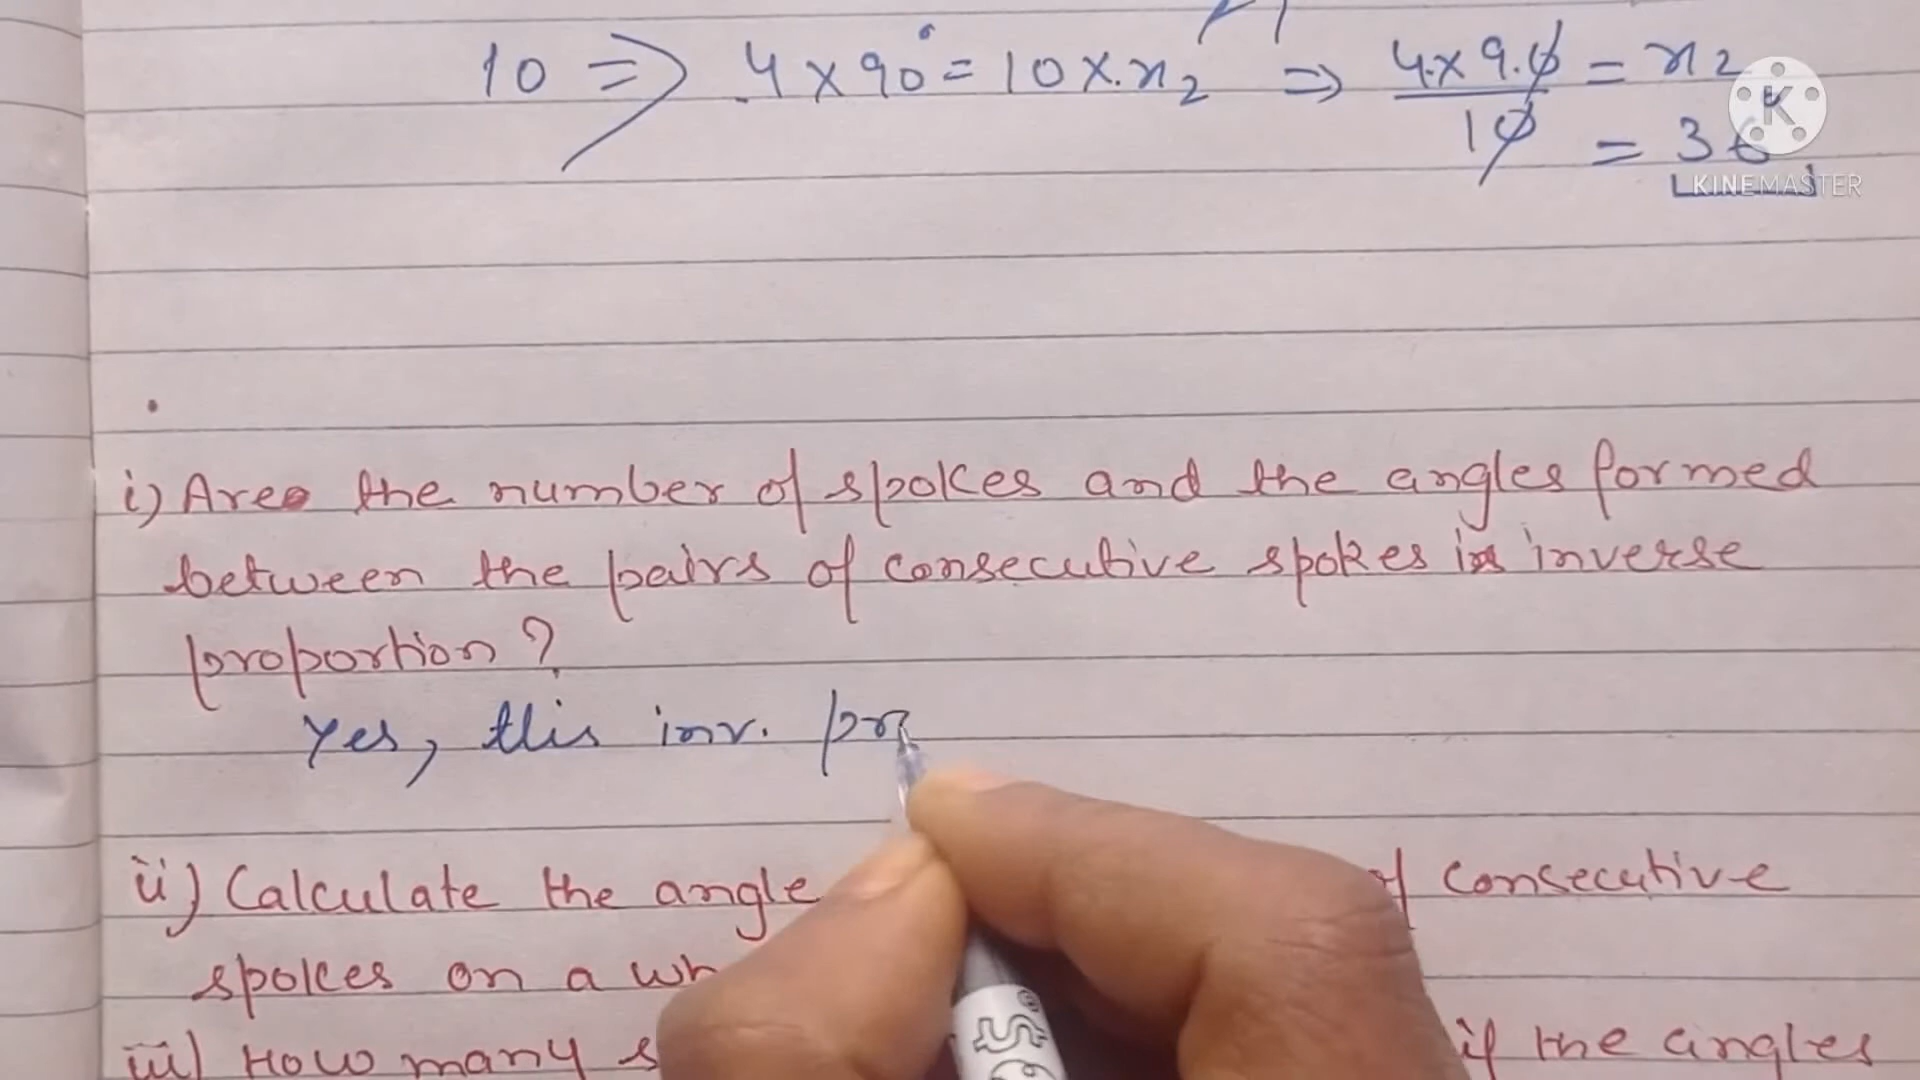 10 => 4 x 90° = 10 x. x2 => 4.x 9.0 / 10 = x2
= 36
K
KINEMASTER
i) Are the number of spokes and the angles formed
between the pairs of consecutive spokes in inverse
proportion?
Yes, this inv. pro
ii) Calculate the angle of consecutive
spokes on a wh
iii) How many s if the angles